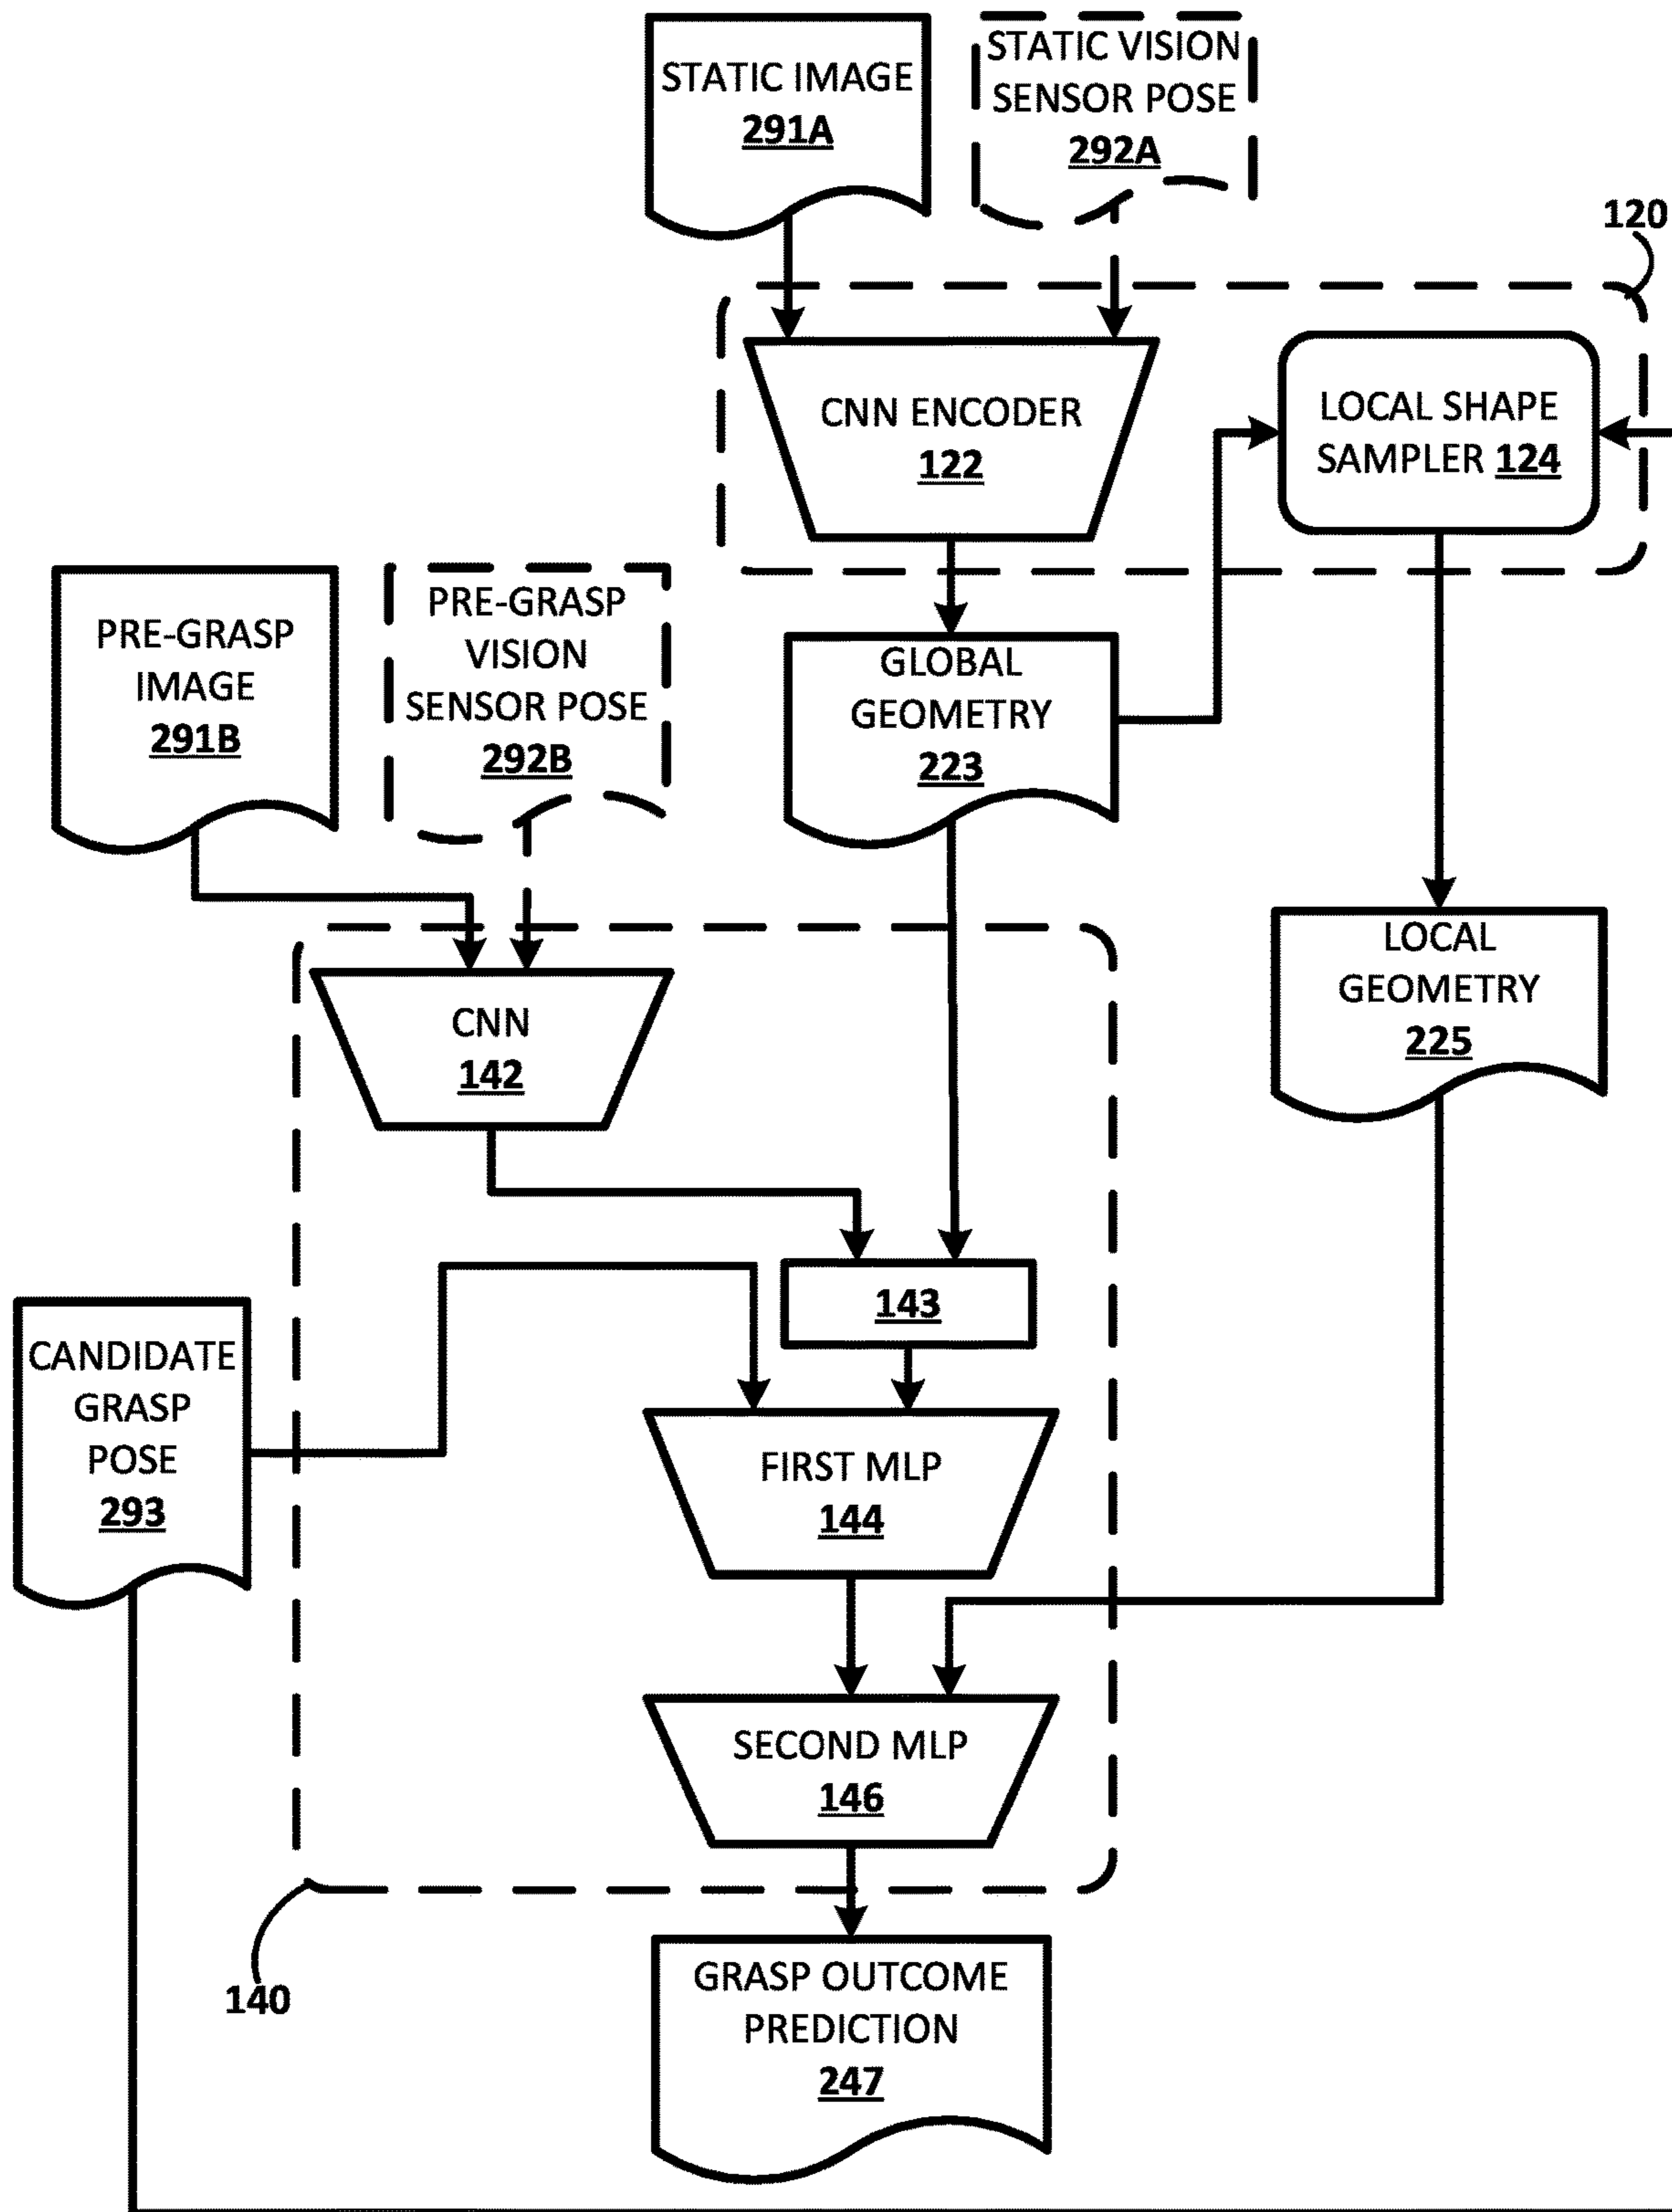 STATIC IMAGE
291A
STATIC VISION
SENSOR POSE
292A
120
CNN ENCODER
122
LOCAL SHAPE
SAMPLER 124
PRE-GRASP
IMAGE
291B
PRE-GRASP
VISION
SENSOR POSE
292B
GLOBAL
GEOMETRY
223
LOCAL
GEOMETRY
225
CNN
142
143
CANDIDATE
GRASP
POSE
293
FIRST MLP
144
SECOND MLP
146
140
GRASP OUTCOME
PREDICTION
247